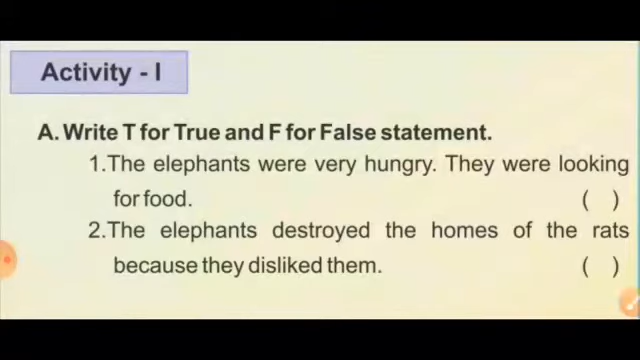 Activity - I
A. Write T for True and F for False statement.
1.The elephants were very hungry. They were looking
for food. ( )
2.The elephants destroyed the homes of the rats
because they disliked them. ( )